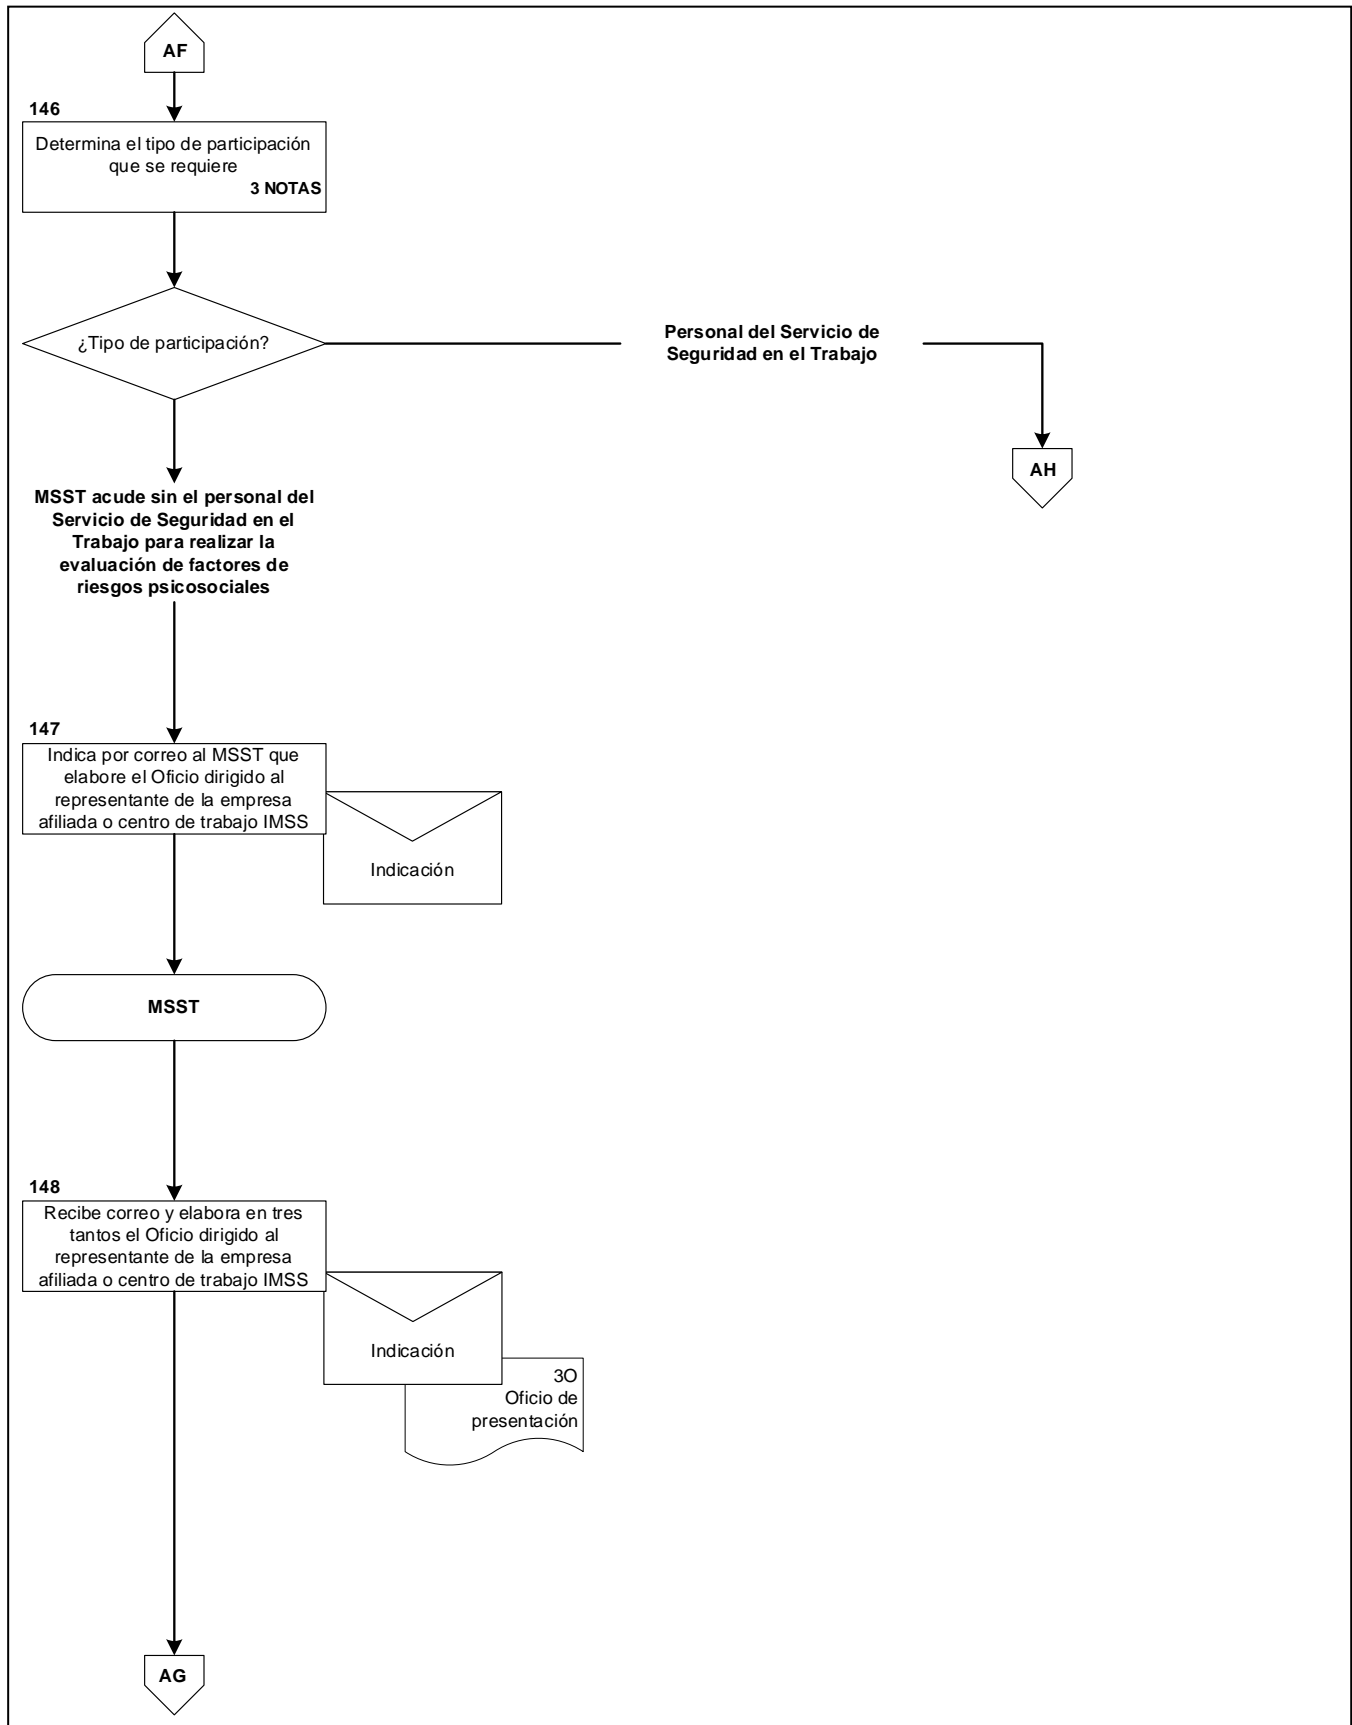 AF
146
Determina el tipo de participación
que se requiere
3 NOTAS
¿Tipo de participación?
Personal del Servicio de
Seguridad en el Trabajo
AH
MSST acude sin el personal del
Servicio de Seguridad en el
Trabajo para realizar la
evaluación de factores de
riesgos psicosociales
147
Indica por correo al MSST que
elabore el Oficio dirigido al
representante de la empresa
afiliada o centro de trabajo IMSS
Indicación
MSST
148
Recibe correo y elabora en tres
tantos el Oficio dirigido al
representante de la empresa
afiliada o centro de trabajo IMSS
Indicación
3O
Oficio de
presentación
AG